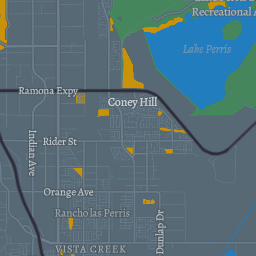 Recreational A
Lake Perris
Ramona Expy
Coney Hill
Indian Ave
Rider St
Orange Ave
Rancho las Perris
Dunlap Dr
VISTA CREEK